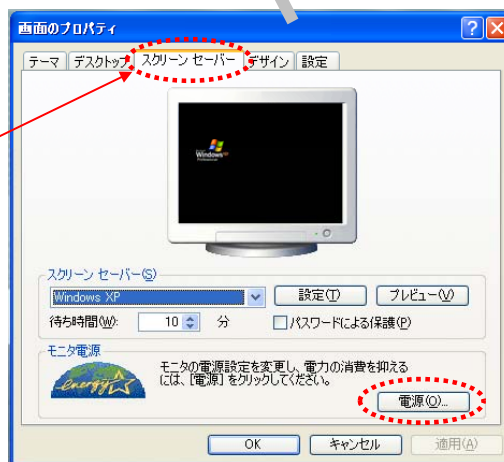 画面のプロパティ
テーマ デスクトップ スクリーン セーバー デザイン 設定
Windows
スクリーン セーバー(S)
Windows XP 設定(T) プレビュー(V)
待ち時間(W): 10 分 パスワードによる保護(P)
モニタ電源
energy
モニタの電源設定を変更し、電力の消費を抑える
には、[電源] をクリックしてください。
電源(O)...
OK キャンセル 適用(A)